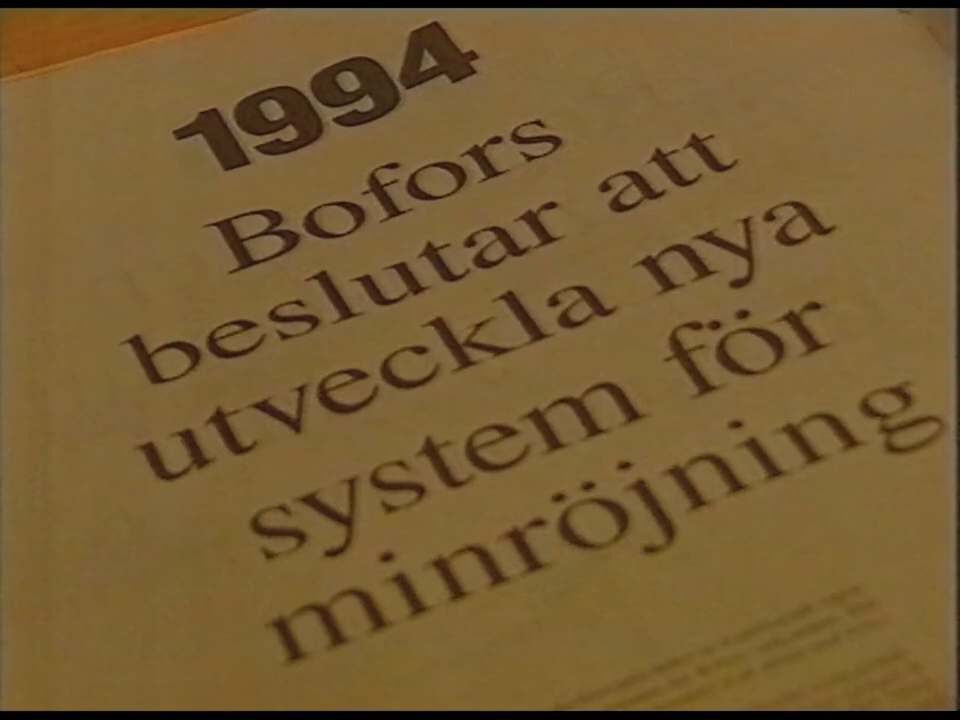 1994
Bofors
beslutar att
utveckla nya
system för
minröjning